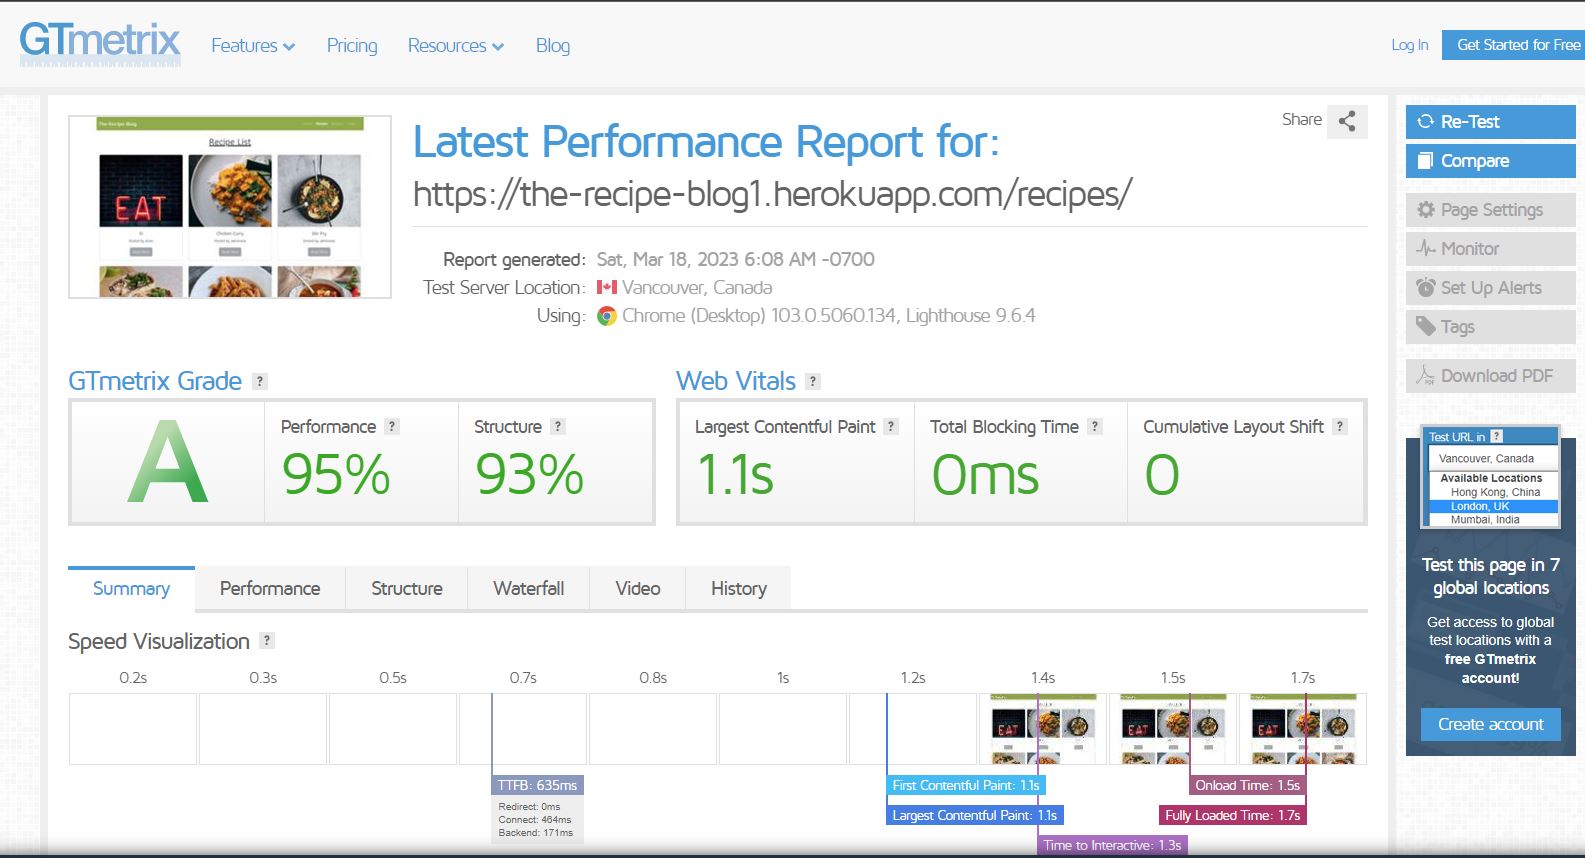 GTmetrix
Features
Pricing
Resources
Blog
Log In
Get Started for Free
The Recipe Blog
Recipe List
EAT
Chicken Curry
Stir Fry
Latest Performance Report for:
https://the-recipe-blog1.herokuapp.com/recipes/
Share
Report generated: Sat, Mar 18, 2023 6:08 AM -0700
Test Server Location: Vancouver, Canada
Using: Chrome (Desktop) 103.0.5060.134, Lighthouse 9.6.4
Re-Test
Compare
Page Settings
Monitor
Set Up Alerts
Tags
Download PDF
GTmetrix Grade ?
A
Performance ?
95%
Structure ?
93%
Web Vitals ?
Largest Contentful Paint ?
1.1s
Total Blocking Time ?
0ms
Cumulative Layout Shift ?
0
Test URL in ?
Vancouver, Canada
Available Locations
Hong Kong, China
London, UK
Mumbai, India
Test this page in 7
global locations
Get access to global
test locations with a
free GTmetrix
account!
Create account
Summary
Performance
Structure
Waterfall
Video
History
Speed Visualization ?
0.2s
0.3s
0.5s
0.7s
0.8s
1s
1.2s
1.4s
1.5s
1.7s
EAT
EAT
EAT
TTFB: 635ms
Redirect: 0ms
Connect: 464ms
Backend: 171ms
First Contentful Paint: 1.1s
Largest Contentful Paint: 1.1s
Time to Interactive: 1.3s
Onload Time: 1.5s
Fully Loaded Time: 1.7s